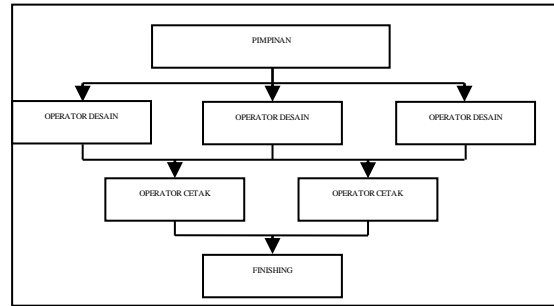 PIMPINAN
OPERATOR DESAIN
OPERATOR DESAIN
OPERATOR DESAIN
OPERATOR CETAK
OPERATOR CETAK
FINISHING